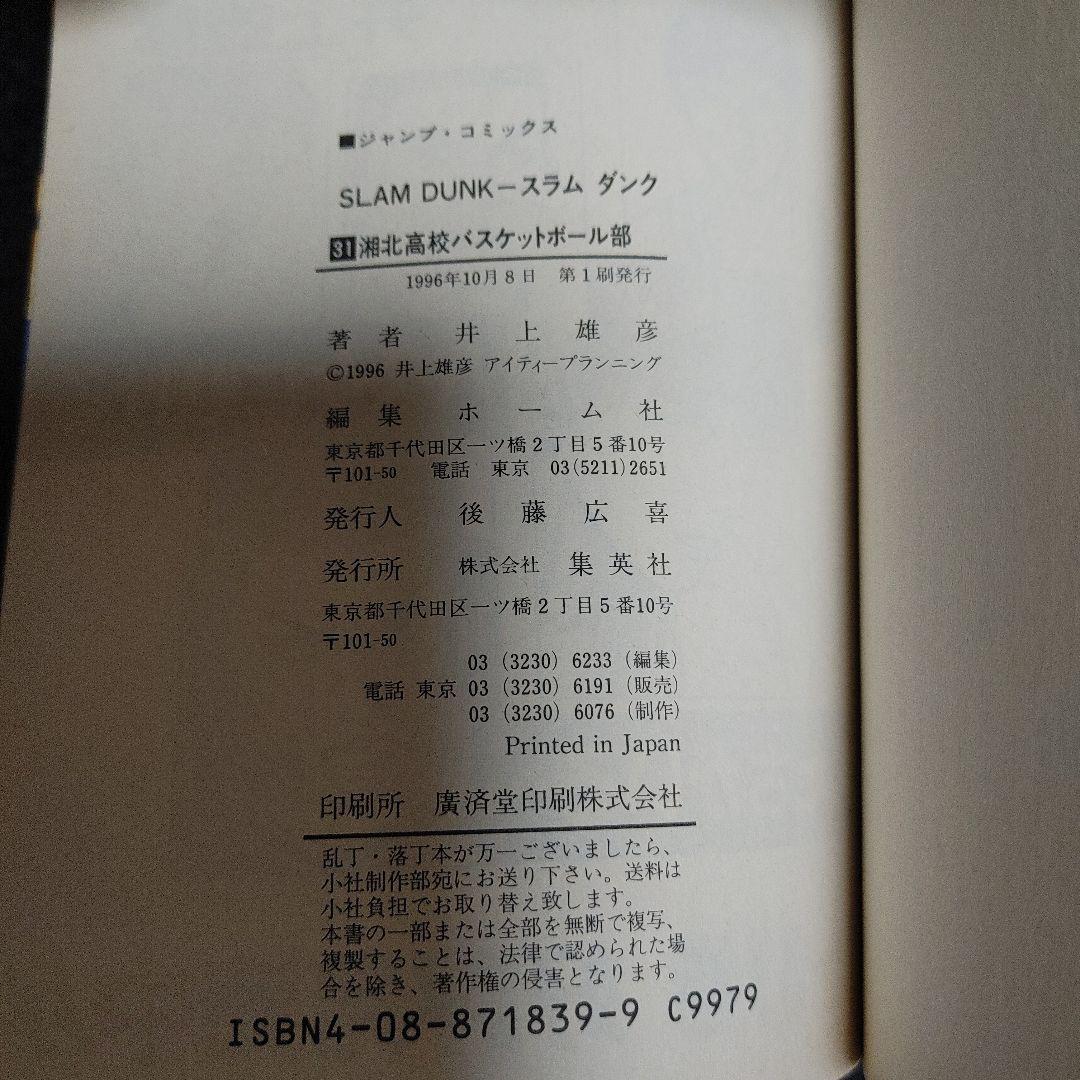 ■ジャンプ・コミックス
SLAM DUNK―スラム ダンク
31湘北高校バスケットボール部
1996年10月8日 第1刷発行
著者 井上雄彦
©1996 井上雄彦 アイティープランニング
編集 ホーム社
東京都千代田区一ツ橋2丁目5番10号
〒101-50 電話 東京 03(5211)2651
発行人 後藤広喜
発行所 株式会社 集英社
東京都千代田区一ツ橋2丁目5番10号
〒101-50
03 (3230) 6233 (編集)
電話 東京 03 (3230) 6191 (販売)
03 (3230) 6076 (制作)
Printed in Japan
印刷所 廣済堂印刷株式会社
乱丁・落丁本が万一ございましたら、
小社制作部宛にお送り下さい。送料は
小社負担でお取り替え致します。
本書の一部または全部を無断で複写、
複製することは、法律で認められた場
合を除き、著作権の侵害となります。
ISBN4-08-871839-9 C9979